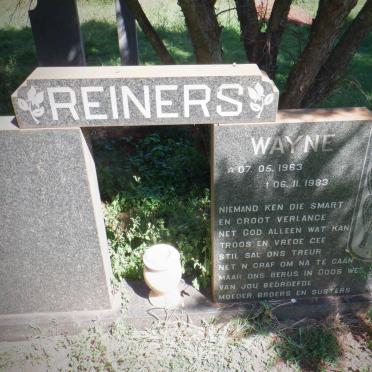 REINERS
WAYNE
✩ 07. 05. 1963
† 06. 11. 1983
NIEMAND KEN DIE SMART
EN GROOT VERLANGE
NET GOD ALLEEN WAT KAN
TROOS EN VREDE GEE
STIL SAL ONS TREUR
NET N GRAF OM NA TE GAAN
MAAR ONS BERUS IN GODS WEG
VAN JOU BEDROEFDE
MOEDER, BROERS EN SUSTERS